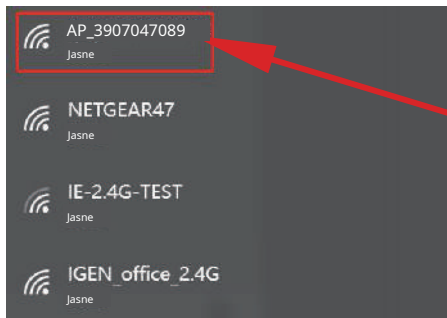 AP_3907047089
Jasne
NETGEAR47
Jasne
IE-2.4G-TEST
Jasne
IGEN_office_2.4G
Jasne